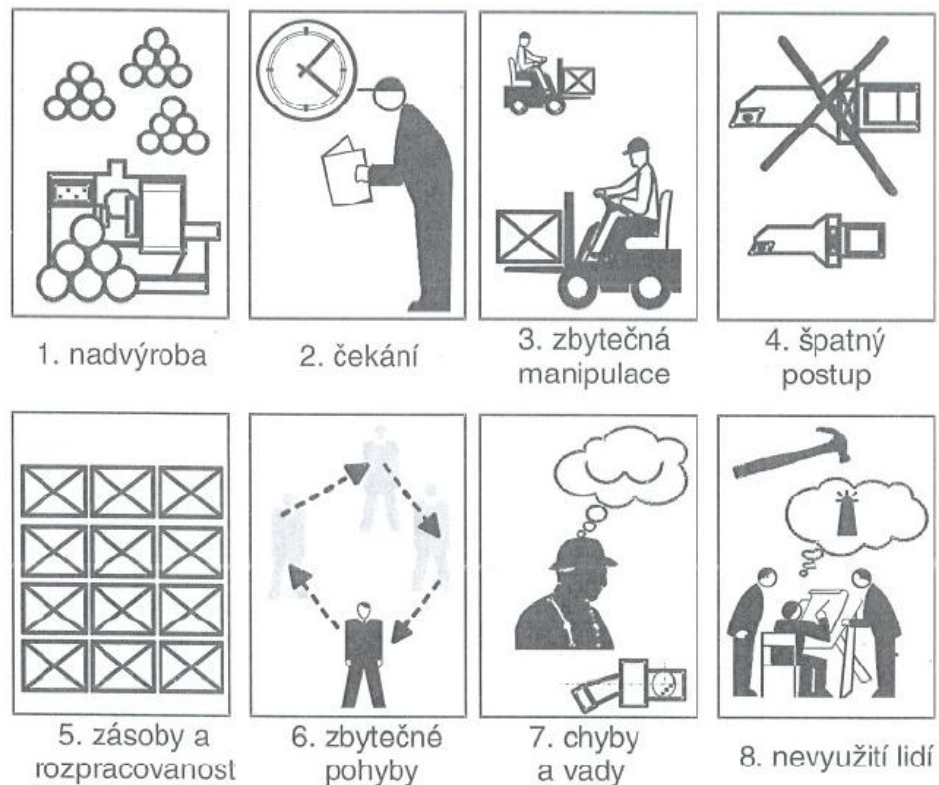 1. nadvýroba
2. čekání
3. zbytečná
manipulace
4. špatný
postup
5. zásoby a
rozpracovanost
6. zbytečné
pohyby
7. chyby
a vady
8. nevyužití lidí